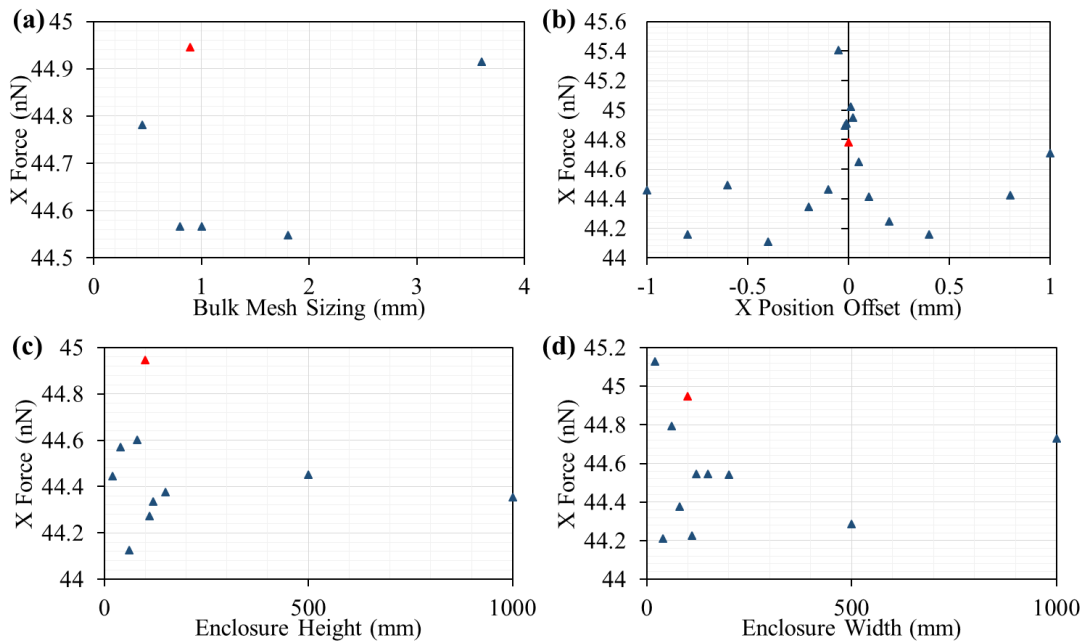 (a)
45
44.9
44.8
44.7
44.6
44.5
X Force (nN)
0 1 2 3 4
Bulk Mesh Sizing (mm)
(b)
45.6
45.4
45.2
45
44.8
44.6
44.4
44.2
44
X Force (nN)
-1 -0.5 0 0.5 1
X Position Offset (mm)
(c)
45
44.8
44.6
44.4
44.2
44
X Force (nN)
0 500 1000
Enclosure Height (mm)
(d)
45.2
45
44.8
44.6
44.4
44.2
44
X Force (nN)
0 500 1000
Enclosure Width (mm)